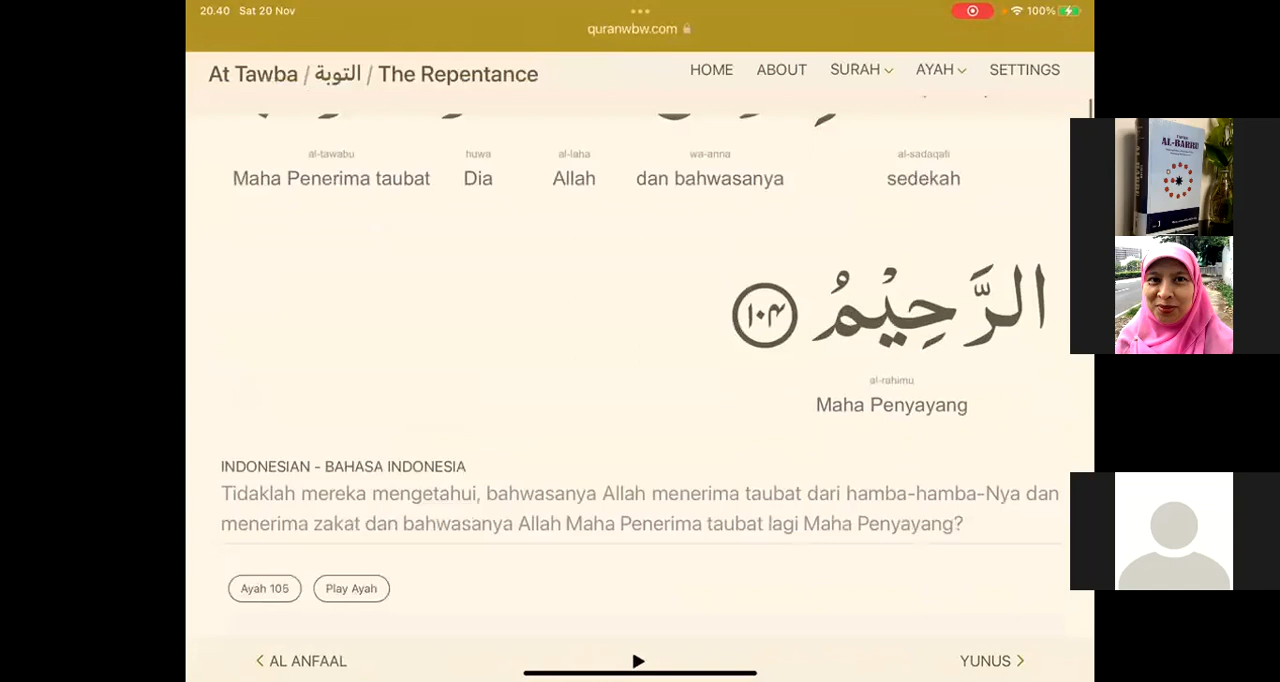 20.40 Sat 20 Nov
100%
quranwbw.com
At Tawba / التوبة / The Repentance
HOME ABOUT SURAH AYAH SETTINGS
al-tawabu huwa al-laha wa-anna al-sadaqati
Maha Penerima taubat Dia Allah dan bahwasanya sedekah
الرَّحِيْمُ ١٠٤
al-rahimu
Maha Penyayang
INDONESIAN - BAHASA INDONESIA
Tidaklah mereka mengetahui, bahwasanya Allah menerima taubat dari hamba-hamba-Nya dan
menerima zakat dan bahwasanya Allah Maha Penerima taubat lagi Maha Penyayang?
Ayah 105 Play Ayah
AL ANFAAL YUNUS
AL-BARRU